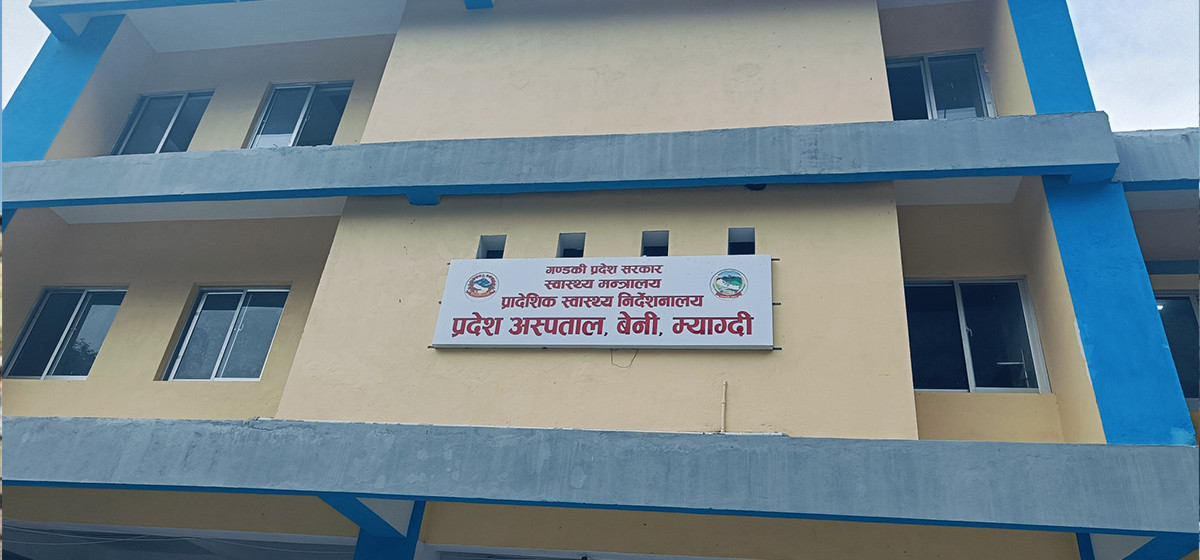 गण्डकी प्रदेश सरकार
स्वास्थ्य मन्त्रालय
प्रादेशिक स्वास्थ्य निर्देशनालय
प्रदेश अस्पताल, बेनी, म्याग्दी